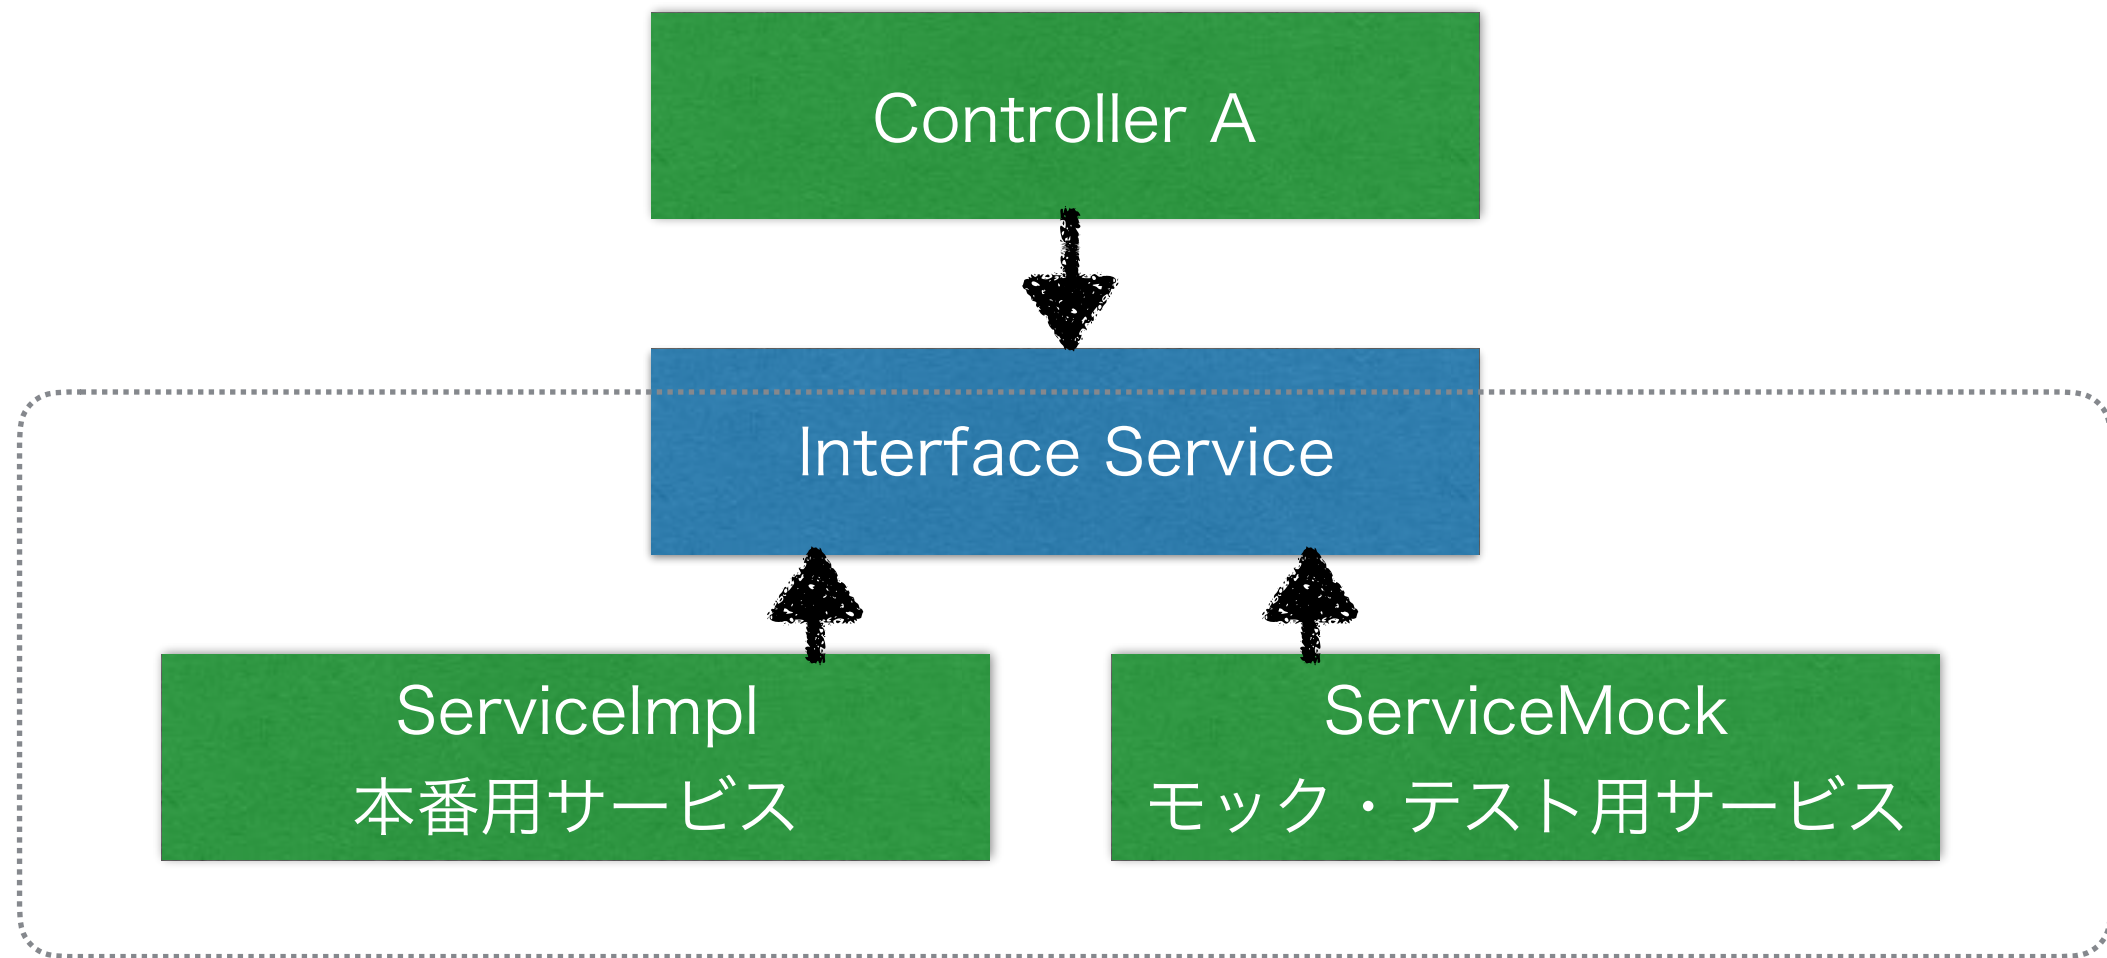 Controller A
Interface Service
ServiceImpl
本番用サービス
ServiceMock
モック・テスト用サービス